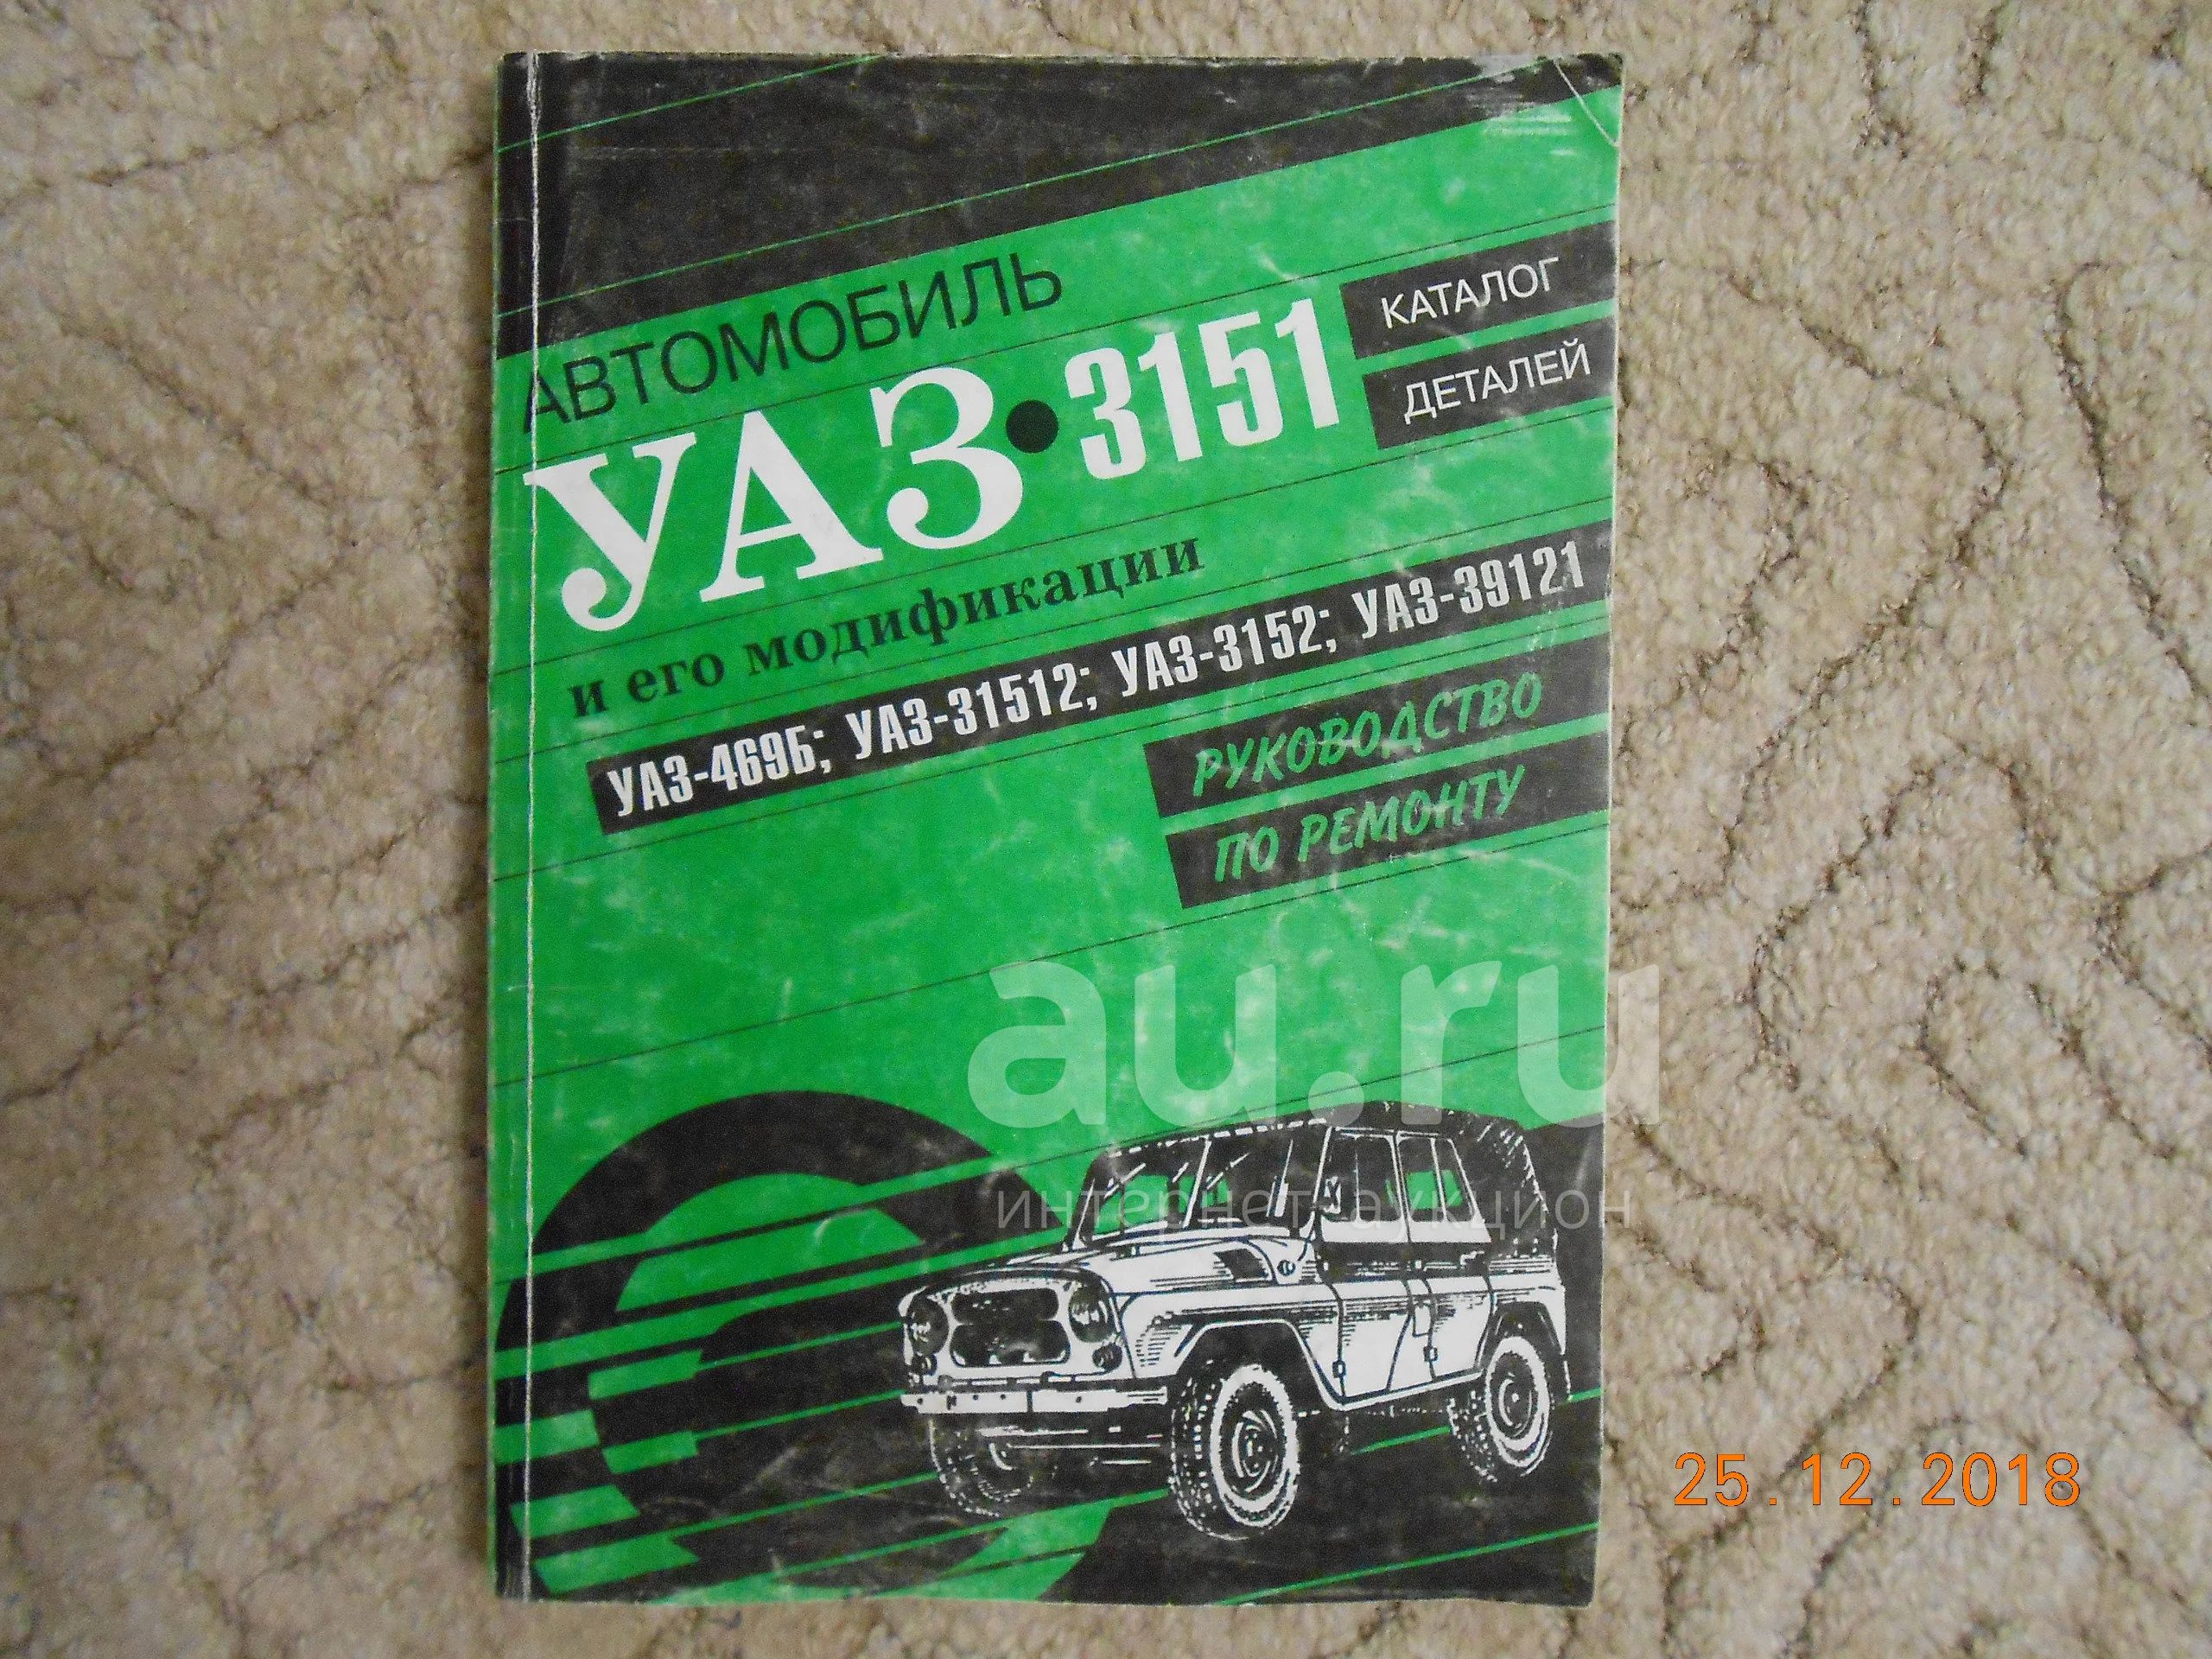 АВТОМОБИЛЬ
УАЗ•3151
КАТАЛОГ
ДЕТАЛЕЙ
и его модификации
УАЗ-469Б; УАЗ-31512; УАЗ-3152; УАЗ-39121
РУКОВОДСТВО
ПО РЕМОНТУ
au.ru
интернет-аукцион
25.12.2018